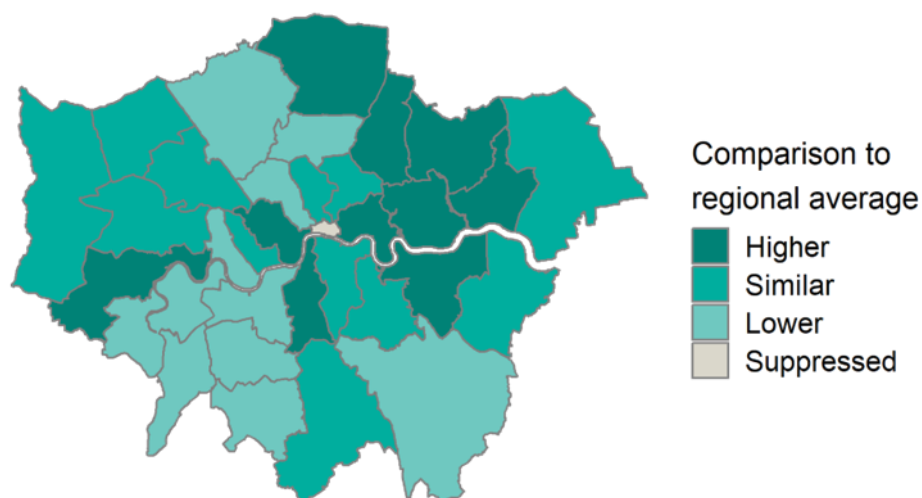 Comparison to
regional average
Higher
Similar
Lower
Suppressed